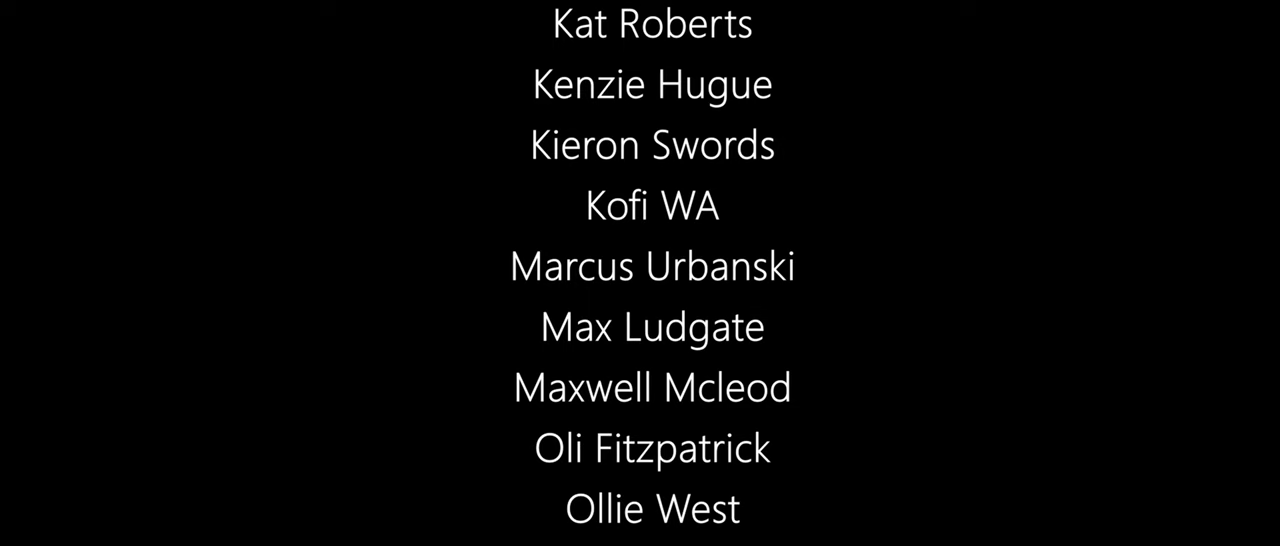 Kat Roberts
Kenzie Hugue
Kieron Swords
Kofi WA
Marcus Urbanski
Max Ludgate
Maxwell Mcleod
Oli Fitzpatrick
Ollie West